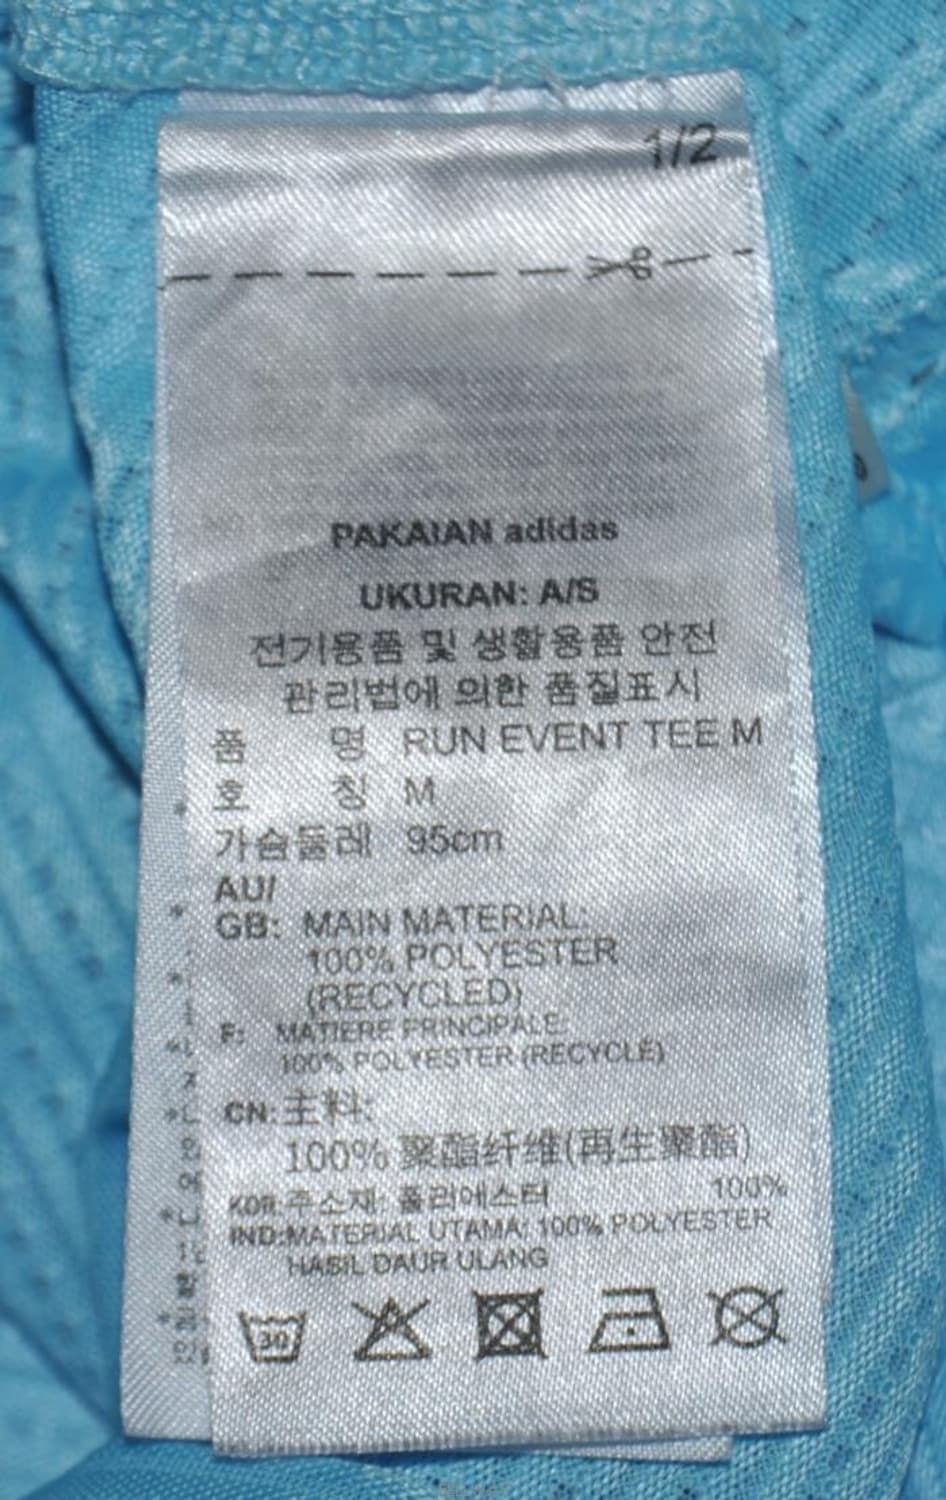 1/2
PAKAIAN adidas
UKURAN: A/S
전기용품 및 생활용품 안전
관리법에 의한 품질표시
품 명 RUN EVENT TEE M
호 칭 M
가슴둘레 95cm
AU/
GB: MAIN MATERIAL:
100% POLYESTER
(RECYCLED)
F: MATIERE PRINCIPALE:
100% POLYESTER (RECYCLÉ)
CN: 主料:
100% 聚酯纤维(再生聚酯)
KOR: 주소재: 폴리에스터 100%
IND: MATERIAL UTAMA: 100% POLYESTER
HASIL DAUR ULANG
30